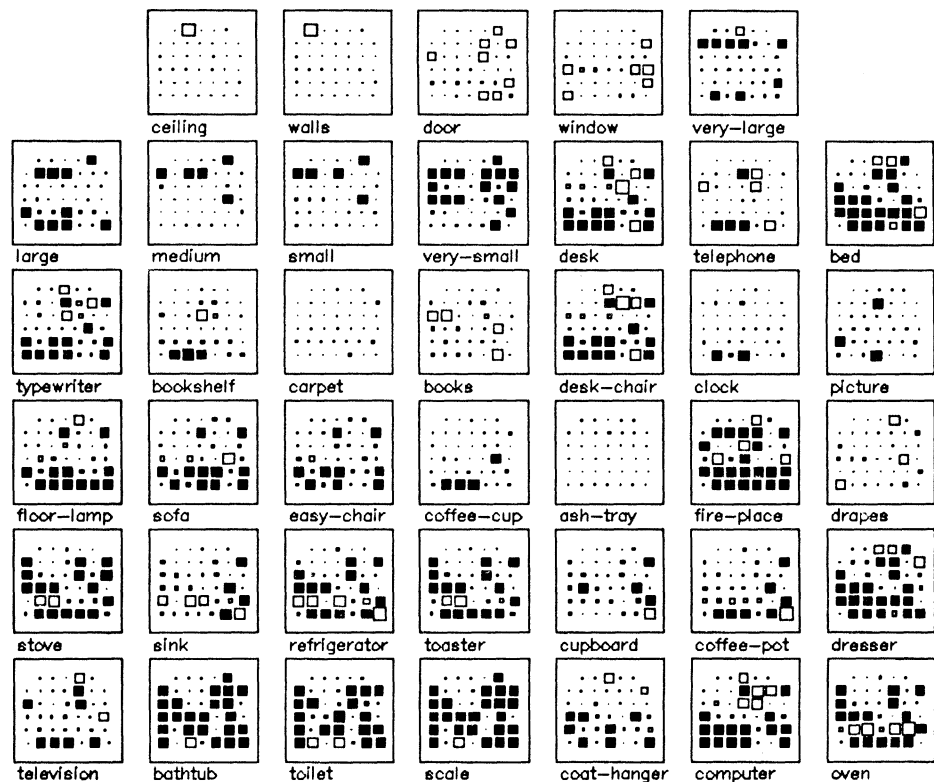 ceiling walls door window very-large
large medium small very-small desk telephone bed
typewriter bookshelf carpet books desk-chair clock picture
floor-lamp sofa easy-chair coffee-cup ash-tray fire-place drapes
stove sink refrigerator toaster cupboard coffee-pot dresser
television bathtub toilet scale coat-hanger computer oven